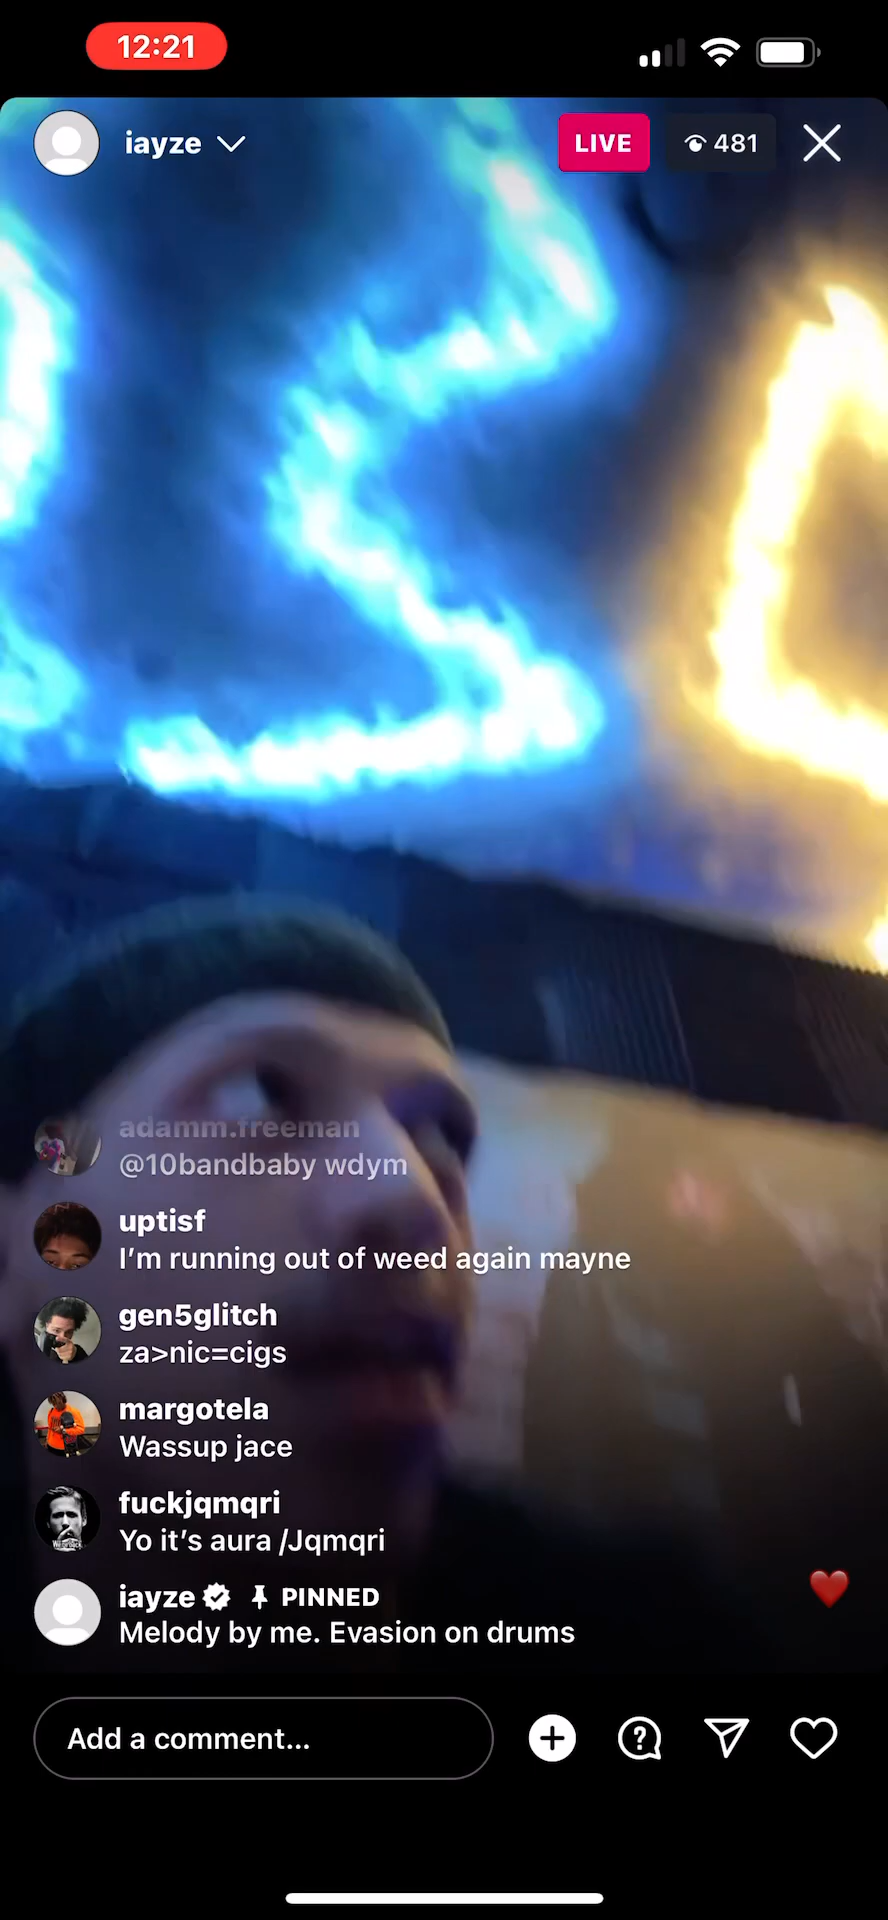 12:21
iayze
LIVE
481
adamm.freeman
@10bandbaby wdym
uptisf
I’m running out of weed again mayne
gen5glitch
za>nic=cigs
margotela
Wassup jace
fuckjqmqri
Yo it’s aura /Jqmqri
iayze PINNED
Melody by me. Evasion on drums
Add a comment...